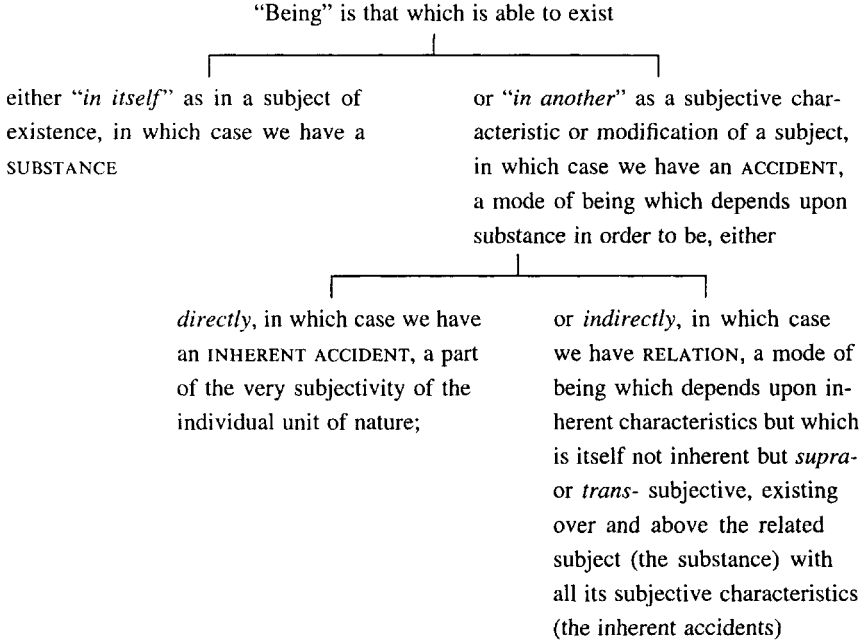 “Being” is that which is able to exist
either “in itself” as in a subject of
existence, in which case we have a
SUBSTANCE
or “in another” as a subjective char-
acteristic or modification of a subject,
in which case we have an ACCIDENT,
a mode of being which depends upon
substance in order to be, either
directly, in which case we have
an INHERENT ACCIDENT, a part
of the very subjectivity of the
individual unit of nature;
or indirectly, in which case
we have RELATION, a mode of
being which depends upon in-
herent characteristics but which
is itself not inherent but supra-
or trans- subjective, existing
over and above the related
subject (the substance) with
all its subjective characteristics
(the inherent accidents)